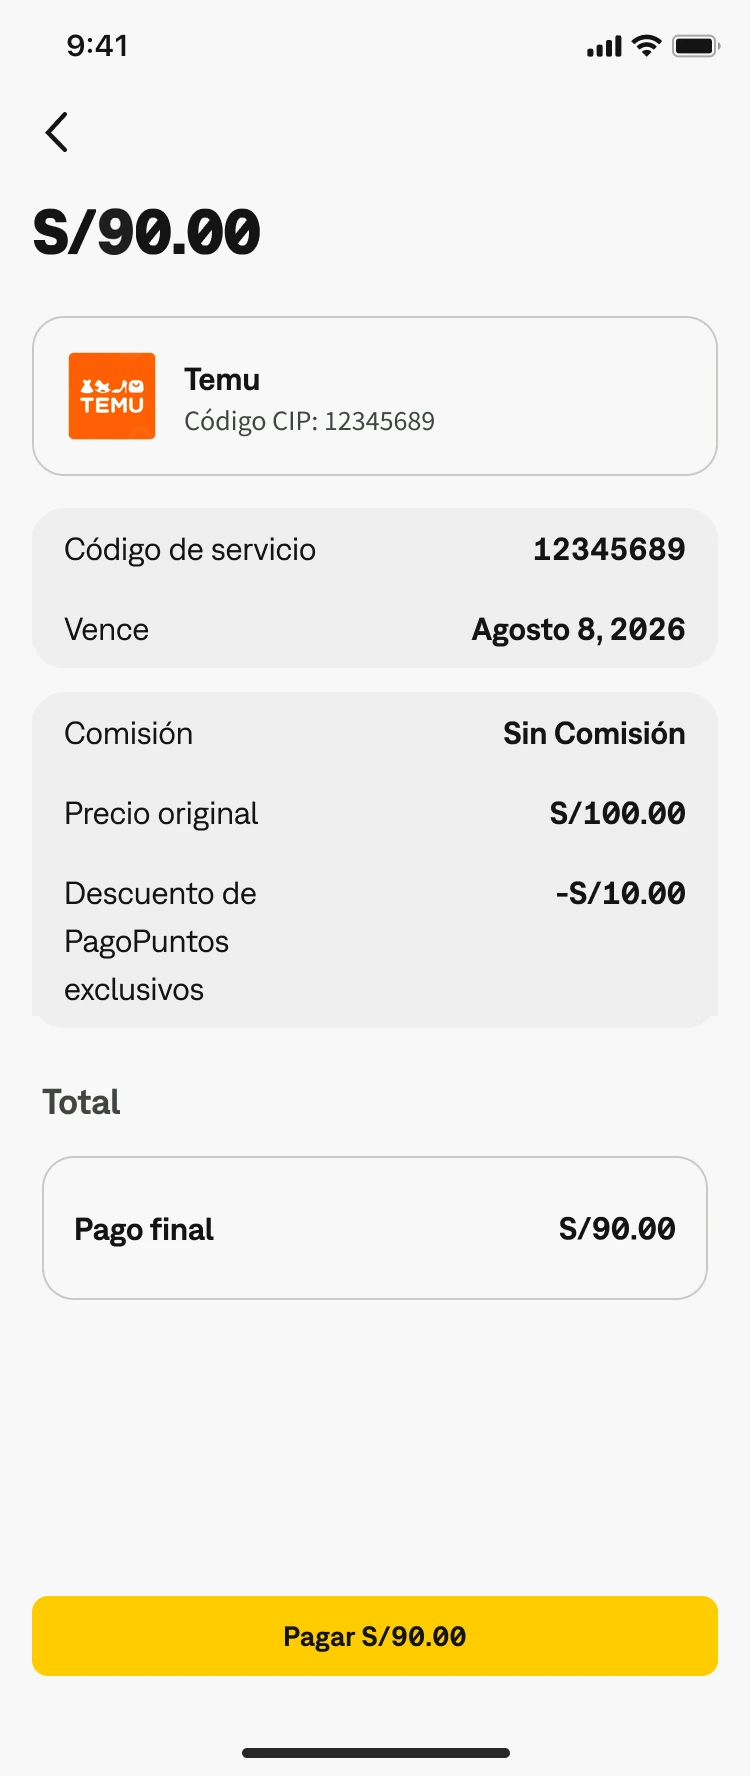 9:41
S/90.00
TEMU
Temu
Código CIP: 12345689
Código de servicio 12345689
Vence Agosto 8, 2026
Comisión Sin Comisión
Precio original S/100.00
Descuento de -S/10.00
PagoPuntos
exclusivos
Total
Pago final S/90.00
Pagar S/90.00